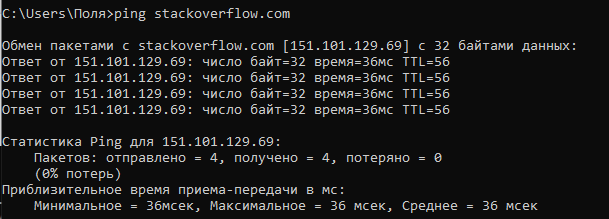 C:\Users\Поля>ping stackoverflow.com
Обмен пакетами с stackoverflow.com [151.101.129.69] с 32 байтами данных:
Ответ от 151.101.129.69: число байт=32 время=36мс TTL=56
Ответ от 151.101.129.69: число байт=32 время=36мс TTL=56
Ответ от 151.101.129.69: число байт=32 время=36мс TTL=56
Ответ от 151.101.129.69: число байт=32 время=36мс TTL=56
Статистика Ping для 151.101.129.69:
    Пакетов: отправлено = 4, получено = 4, потеряно = 0
    (0% потерь)
Приблизительное время приема-передачи в мс:
    Минимальное = 36мсек, Максимальное = 36 мсек, Среднее = 36 мсек